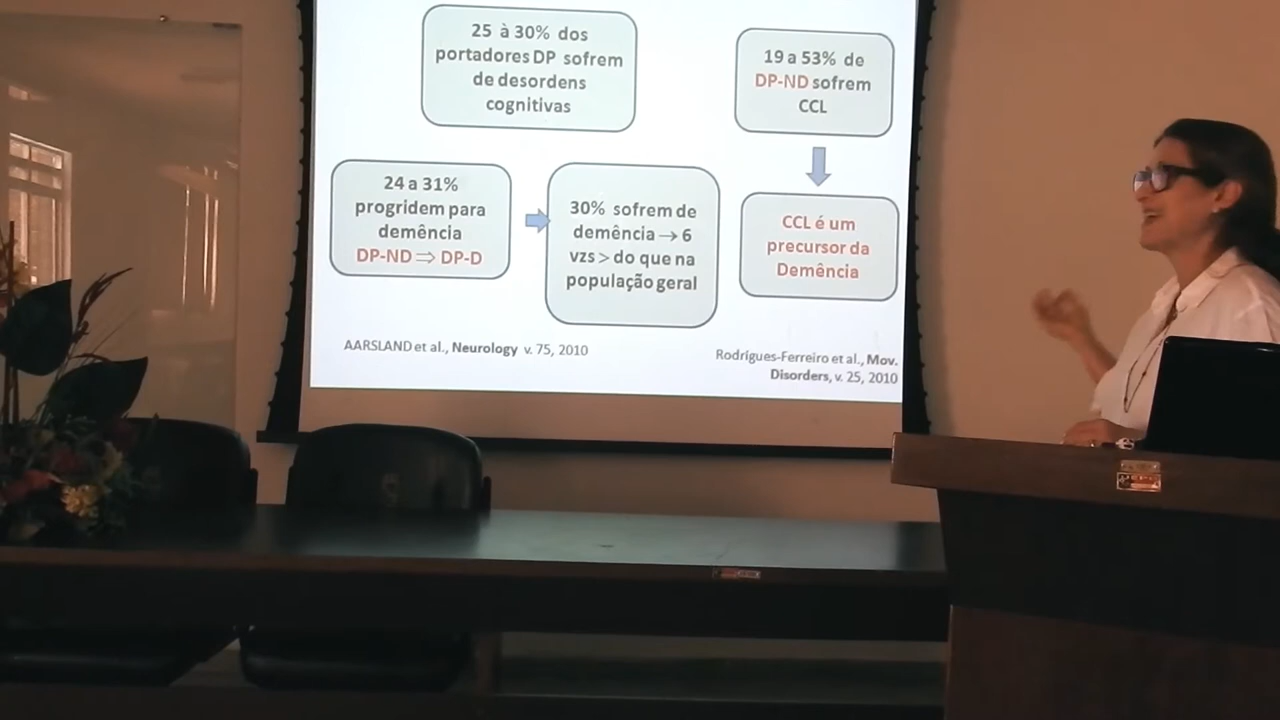 25 à 30% dos
portadores DP sofrem
de desordens
cognitivas
19 a 53% de
DP-ND sofrem
CCL
24 a 31%
progridem para
demência
DP-ND ⇒ DP-D
30% sofrem de
demência → 6
vzs > do que na
população geral
CCL é um
precursor da
Demência
AARSLAND et al., Neurology v. 75, 2010
Rodrígues-Ferreiro et al., Mov.
Disorders, v. 25, 2010